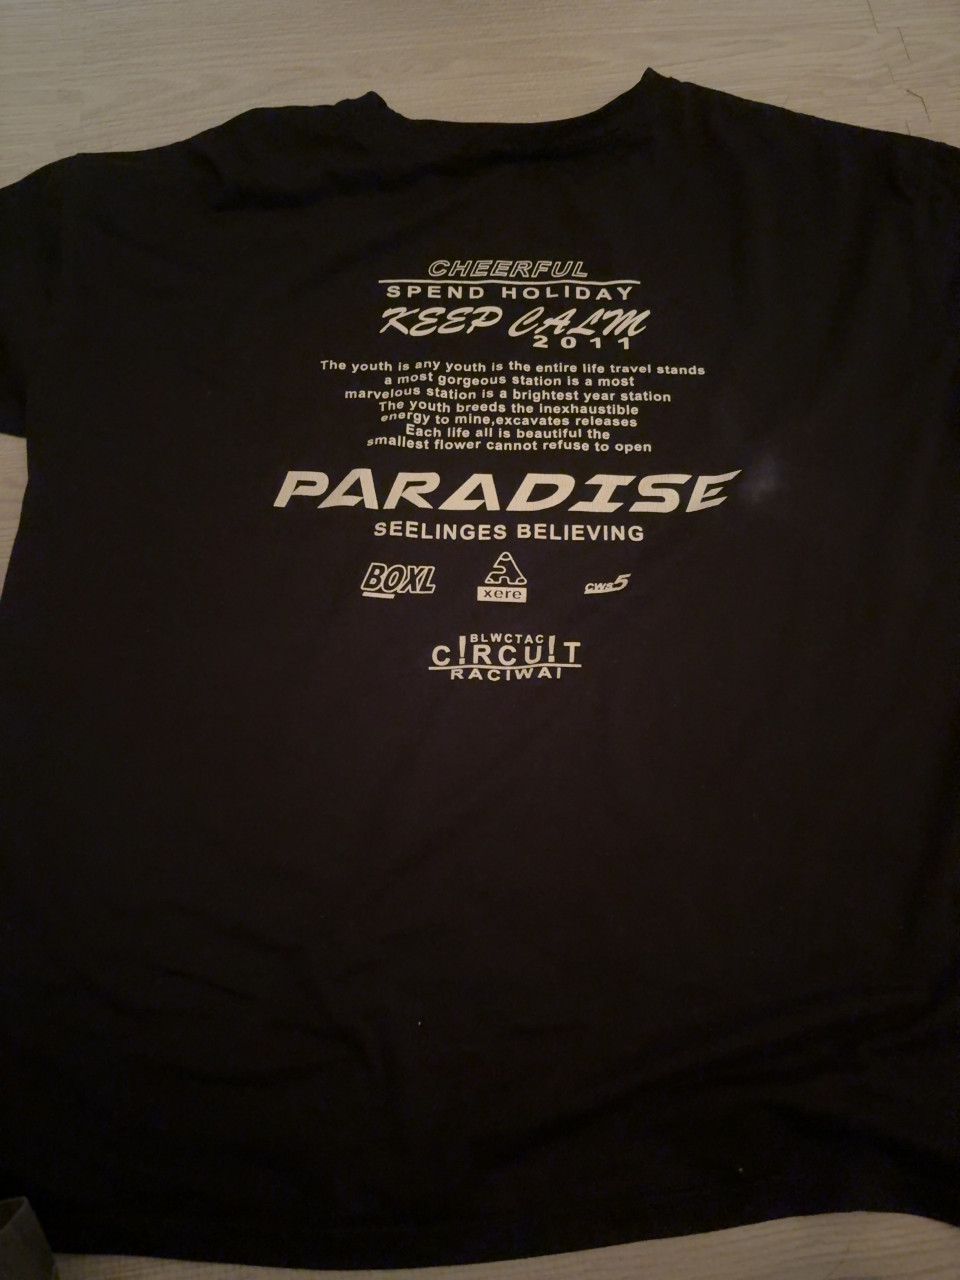 CHEERFUL
SPEND HOLIDAY
KEEP CALM
2011
The youth is any youth is the entire life travel stands
a most gorgeous station is a most
marvelous station is a brightest year station
The youth breeds the inexhaustible
energy to mine,excavates releases
Each life all is beautiful the
smallest flower cannot refuse to open
PARADISE
SEELINGES BELIEVING
BOXL
xere
CWS5
BLWCTAC
C!RCU!T
RACIWAI